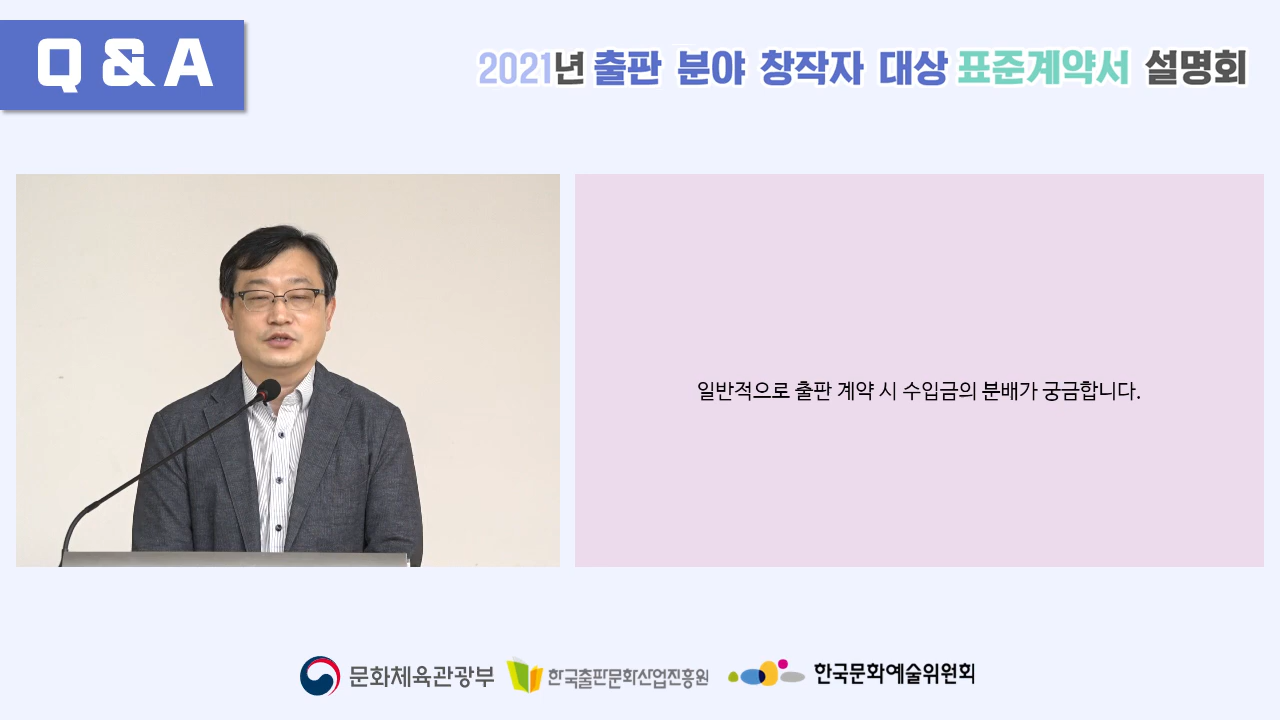 Q & A
2021년 출판 분야 창작자 대상 표준계약서 설명회
일반적으로 출판 계약 시 수입금의 분배가 궁금합니다.
문화체육관광부 한국출판문화산업진흥원 한국문화예술위원회